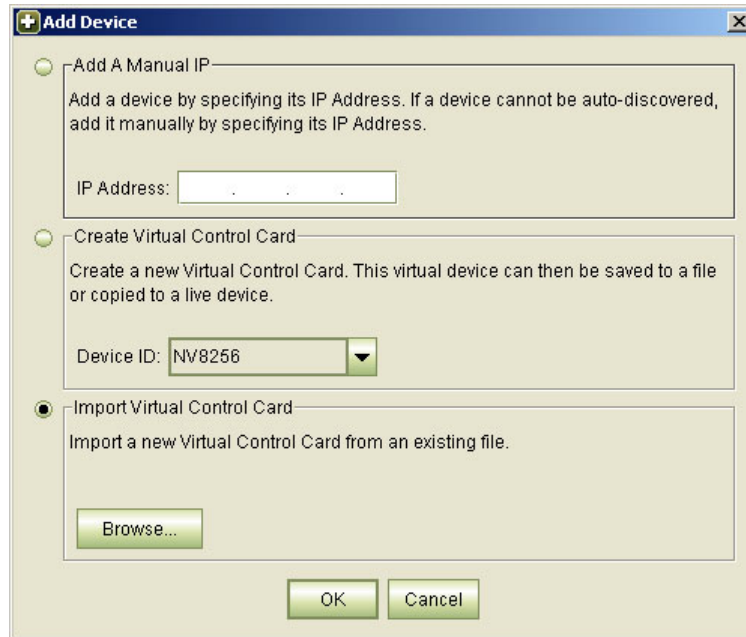 Add Device
Add A Manual IP
Add a device by specifying its IP Address. If a device cannot be auto-discovered,
add it manually by specifying its IP Address.
IP Address: . . .
Create Virtual Control Card
Create a new Virtual Control Card. This virtual device can then be saved to a file
or copied to a live device.
Device ID: NV8256
Import Virtual Control Card
Import a new Virtual Control Card from an existing file.
Browse...
OK Cancel